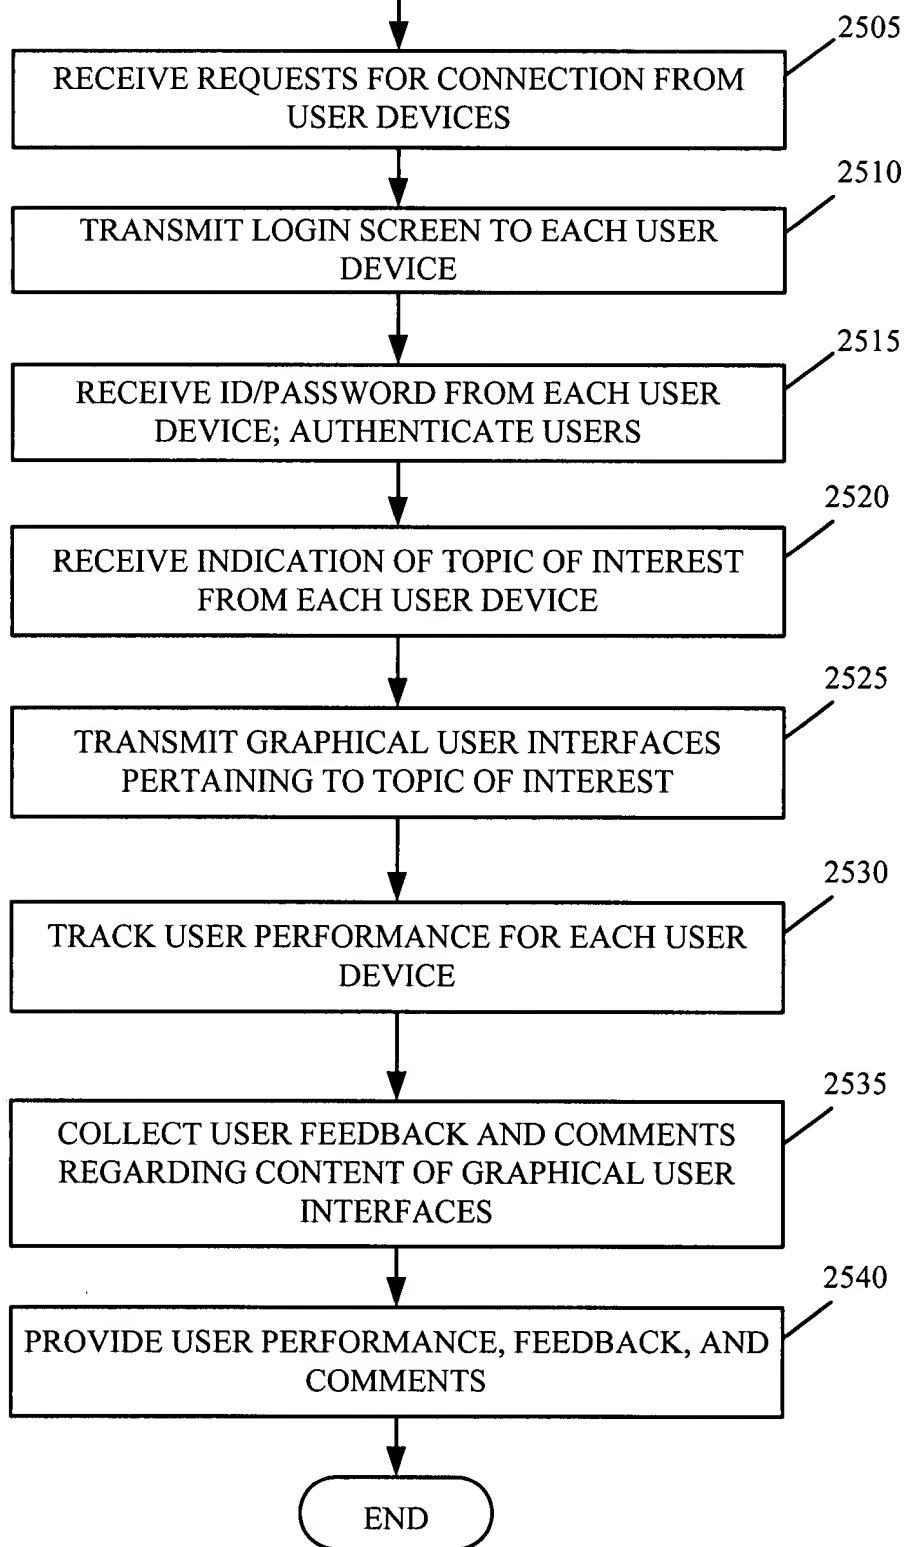 2505
RECEIVE REQUESTS FOR CONNECTION FROM
USER DEVICES
2510
TRANSMIT LOGIN SCREEN TO EACH USER
DEVICE
2515
RECEIVE ID/PASSWORD FROM EACH USER
DEVICE; AUTHENTICATE USERS
2520
RECEIVE INDICATION OF TOPIC OF INTEREST
FROM EACH USER DEVICE
2525
TRANSMIT GRAPHICAL USER INTERFACES
PERTAINING TO TOPIC OF INTEREST
2530
TRACK USER PERFORMANCE FOR EACH USER
DEVICE
2535
COLLECT USER FEEDBACK AND COMMENTS
REGARDING CONTENT OF GRAPHICAL USER
INTERFACES
2540
PROVIDE USER PERFORMANCE, FEEDBACK, AND
COMMENTS
END